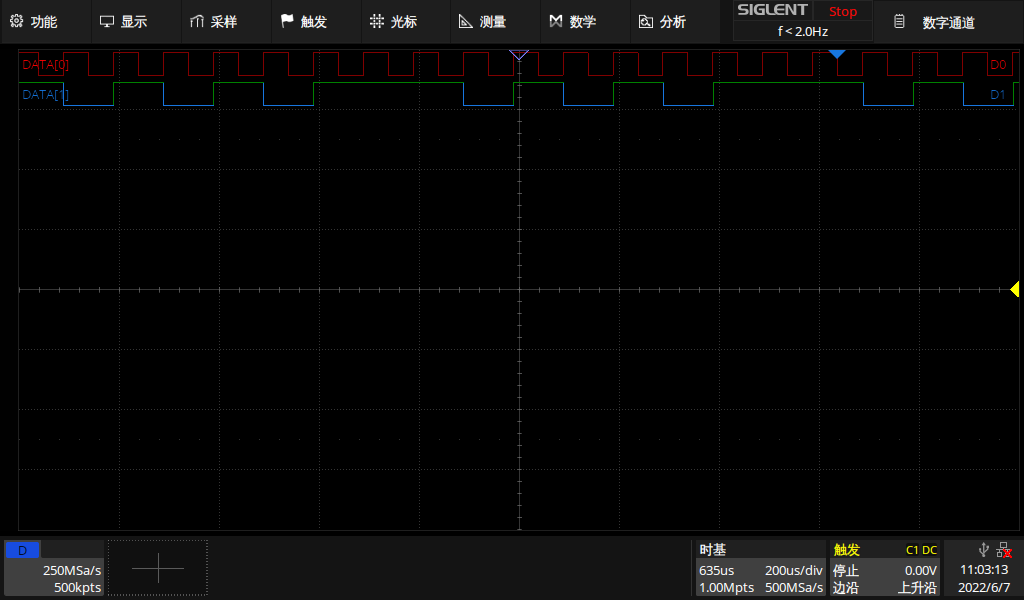 功能 显示 采样 触发 光标 测量 数学 分析 SIGLENT Stop 数字通道
f < 2.0Hz
DATA[0] D0
DATA[1] D1
D 时基 触发 C1 DC
250MSa/s 635us 200us/div 停止 0.00V 11:03:13
500kpts 1.00Mpts 500MSa/s 边沿 上升沿 2022/6/7